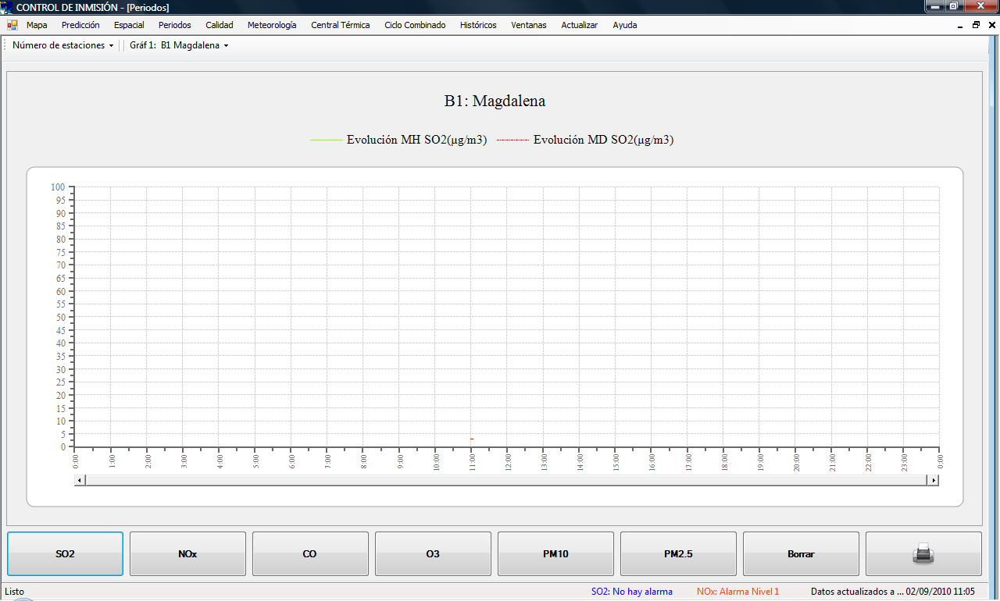 CONTROL DE INMISIÓN - [Periodos]
Mapa Predicción Espacial Periodos Calidad Meteorología Central Térmica Ciclo Combinado Históricos Ventanas Actualizar Ayuda
Número de estaciones Gráf 1: B1 Magdalena
B1: Magdalena
Evolución MH SO2(µg/m3) Evolución MD SO2(µg/m3)
100
95
90
85
80
75
70
65
60
55
50
45
40
35
30
25
20
15
10
5
0
0:00 1:00 2:00 3:00 4:00 5:00 6:00 7:00 8:00 9:00 10:00 11:00 12:00 13:00 14:00 15:00 16:00 17:00 18:00 19:00 20:00 21:00 22:00 23:00 0:00
SO2 NOx CO O3 PM10 PM2.5 Borrar
Listo SO2: No hay alarma NOx: Alarma Nivel 1 Datos actualizados a ... 02/09/2010 11:05